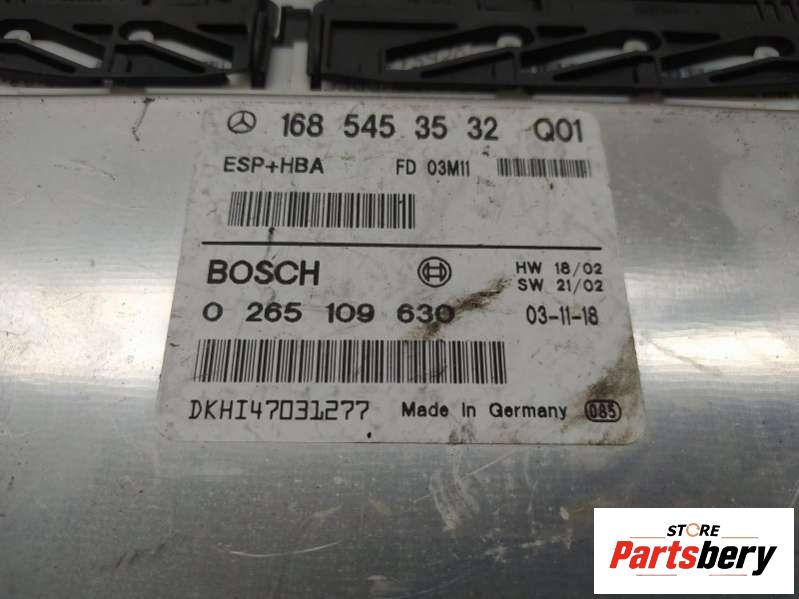 168 545 35 32 Q01
ESP+HBA FD 03M11
BOSCH HW 18/02
SW 21/02
0 265 109 630 03-11-18
DKHI47031277 Made In Germany 085
STORE
Partsbery